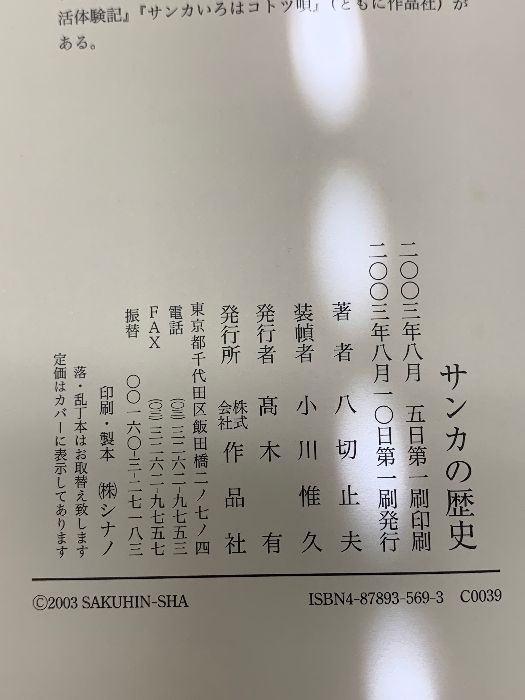 活体験記』『サンカいろはコトツ唄』(ともに作品社)が
ある。
サンカの歴史
二〇〇三年八月　五日第一刷印刷
二〇〇三年八月一〇日第一刷発行
著者　八切止夫
装幀者　小川惟久
発行者　髙木有
発行所　株式会社作品社
東京都千代田区飯田橋二ノ七ノ四
電話　(〇三)三二六二-九七五三
FAX　(〇三)三二六二-九七五七
振替　〇〇一六〇-三-二七一八三
印刷・製本　㈱シナノ
落・乱丁本はお取替え致します
定価はカバーに表示してあります
©2003 SAKUHIN-SHA　ISBN4-87893-569-3　C0039